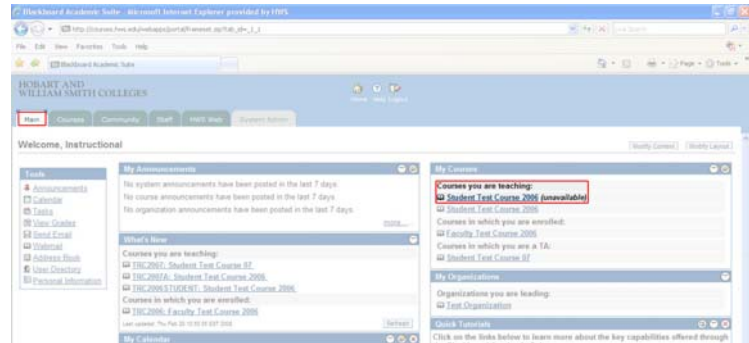 Blackboard Academic Suite - Microsoft Internet Explorer provided by HWS
File Edit View Favorites Tools Help
Blackboard Academic Suite
Page Tools
HOBART AND
WILLIAM SMITH COLLEGES
Home Help Logout
Main Courses Community Staff HWS Web System Admin
Welcome, Instructional
Modify Content Modify Layout
Tools
Announcements
Calendar
Tasks
View Grades
Send Email
Webmail
Address Book
User Directory
Personal Information
My Announcements
No system announcements have been posted in the last 7 days.
No course announcements have been posted in the last 7 days.
No organization announcements have been posted in the last 7 days.
more...
What's New
Courses you are teaching:
TRC2007: Student Test Course 07
TRC2007A: Student Test Course 2006
TRC2006STUDENT: Student Test Course 2006
Courses in which you are enrolled:
TRC2006: Faculty Test Course 2006
Refresh
My Calendar
My Courses
Courses you are teaching:
Student Test Course 2006 (unavailable)
Student Test Course 2006
Courses in which you are enrolled:
Faculty Test Course 2006
Courses in which you are a TA:
Student Test Course 07
My Organizations
Organizations you are leading:
Test Organization
Quick Tutorials
Click on the links below to learn more about the key capabilities offered through